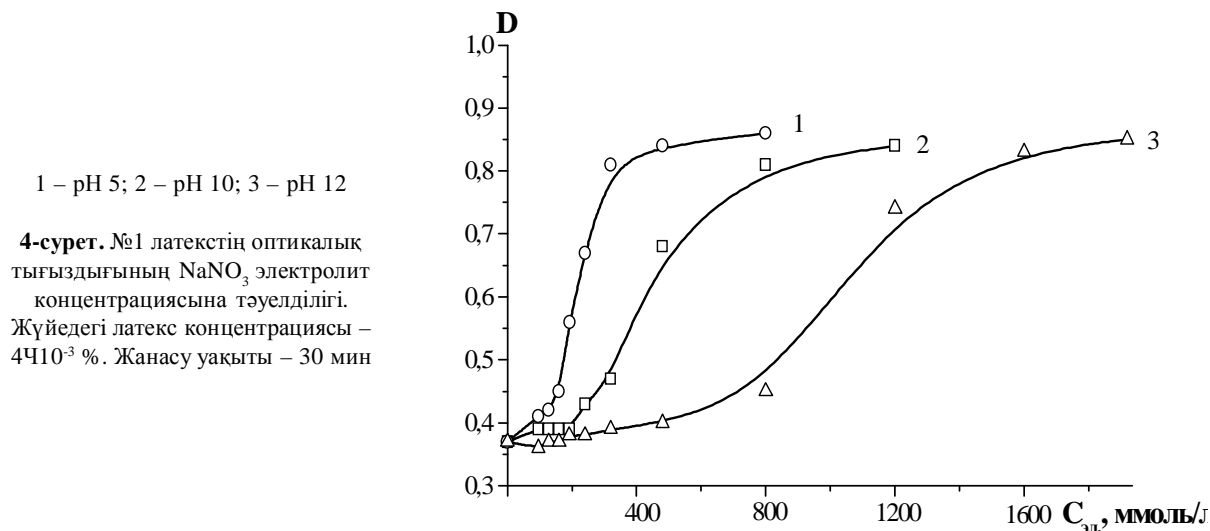 1 – pH 5; 2 – pH 10; 3 – pH 12
4-сурет. №1 латекстің оптикалық
тығыздығының NaNO₃ электролит
концентрациясына тәуелділігі.
Жүйедегі латекс концентрациясы –
4Ч10⁻³ %. Жанасу уақыты – 30 мин
D
1,0
0,9
0,8
0,7
0,6
0,5
0,4
0,3
1
2
3
400
800
1200
1600
Cэл, ммоль/л